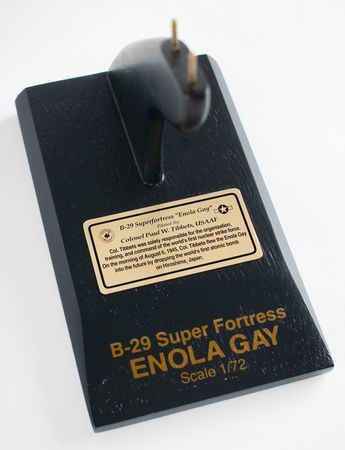 B-29 Superfortress "Enola Gay"
Piloted By
Colonel Paul W. Tibbets, USAAF
Col. Tibbets was solely responsible for the organization,
training, and command of the world's first nuclear strike force.
On the morning of August 6, 1945, Col. Tibbets flew the Enola Gay
into the future by dropping the world's first atomic bomb
on Hiroshima, Japan.
B-29 Super Fortress
ENOLA GAY
Scale 1/72